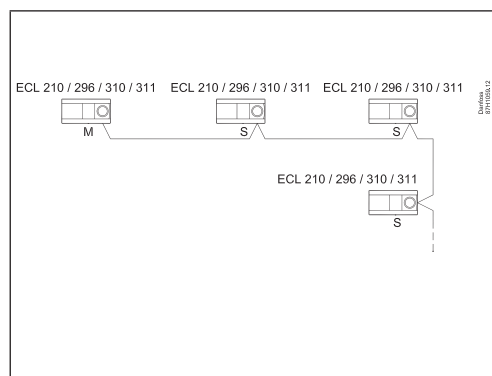 ECL 210 / 296 / 310 / 311 ECL 210 / 296 / 310 / 311 ECL 210 / 296 / 310 / 311
M S S
ECL 210 / 296 / 310 / 311
S
Danfoss
87H1059.12